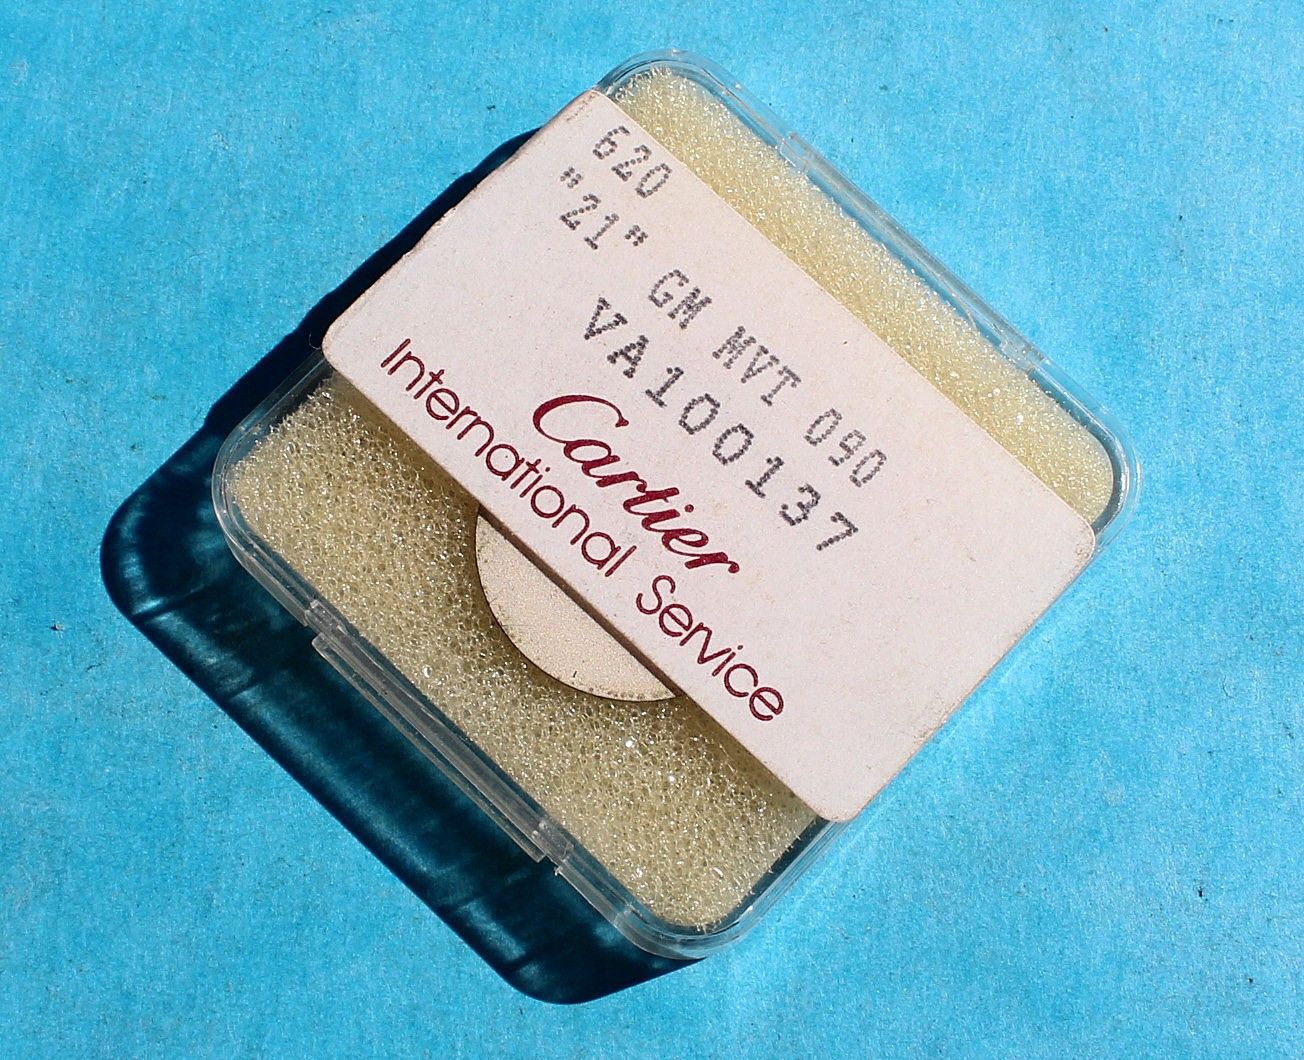 620
"21" GM MVT 090
VA100137
Cartier
International Service